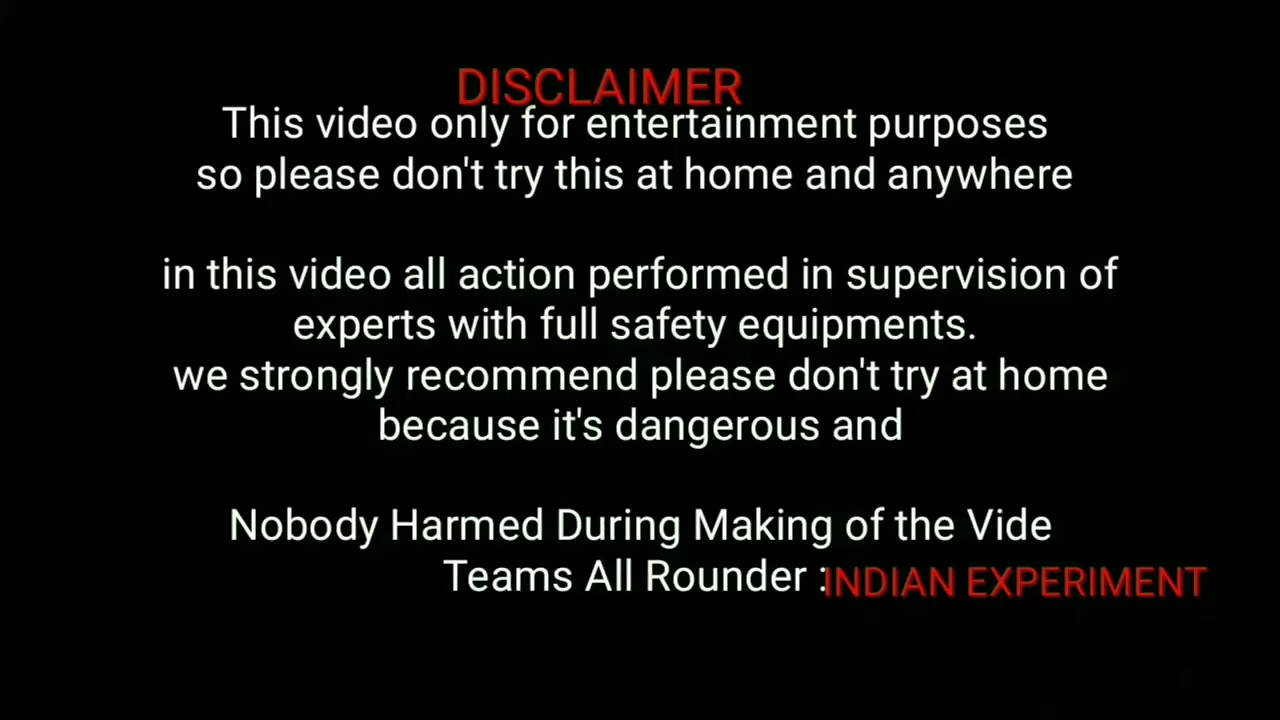 DISCLAIMER
This video only for entertainment purposes
so please don't try this at home and anywhere
in this video all action performed in supervision of
experts with full safety equipments.
we strongly recommend please don't try at home
because it's dangerous and
Nobody Harmed During Making of the Vide
Teams All Rounder :INDIAN EXPERIMENT